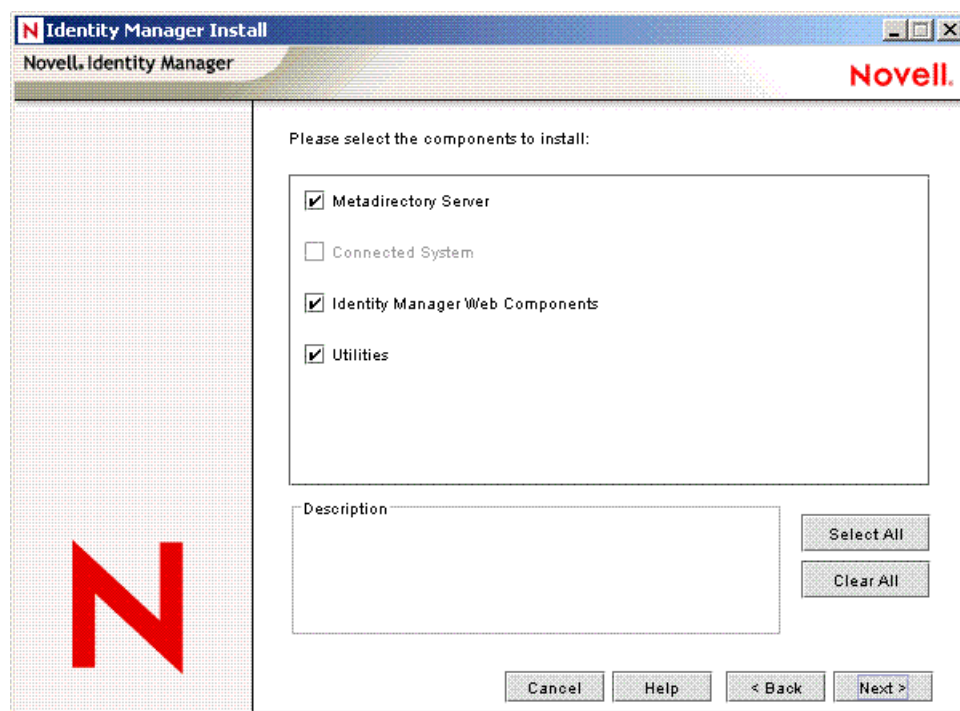 Identity Manager Install
Novell. Identity Manager
Novell.
Please select the components to install:
Metadirectory Server
Connected System
Identity Manager Web Components
Utilities
Description
Select All
Clear All
Cancel
Help
< Back
Next >